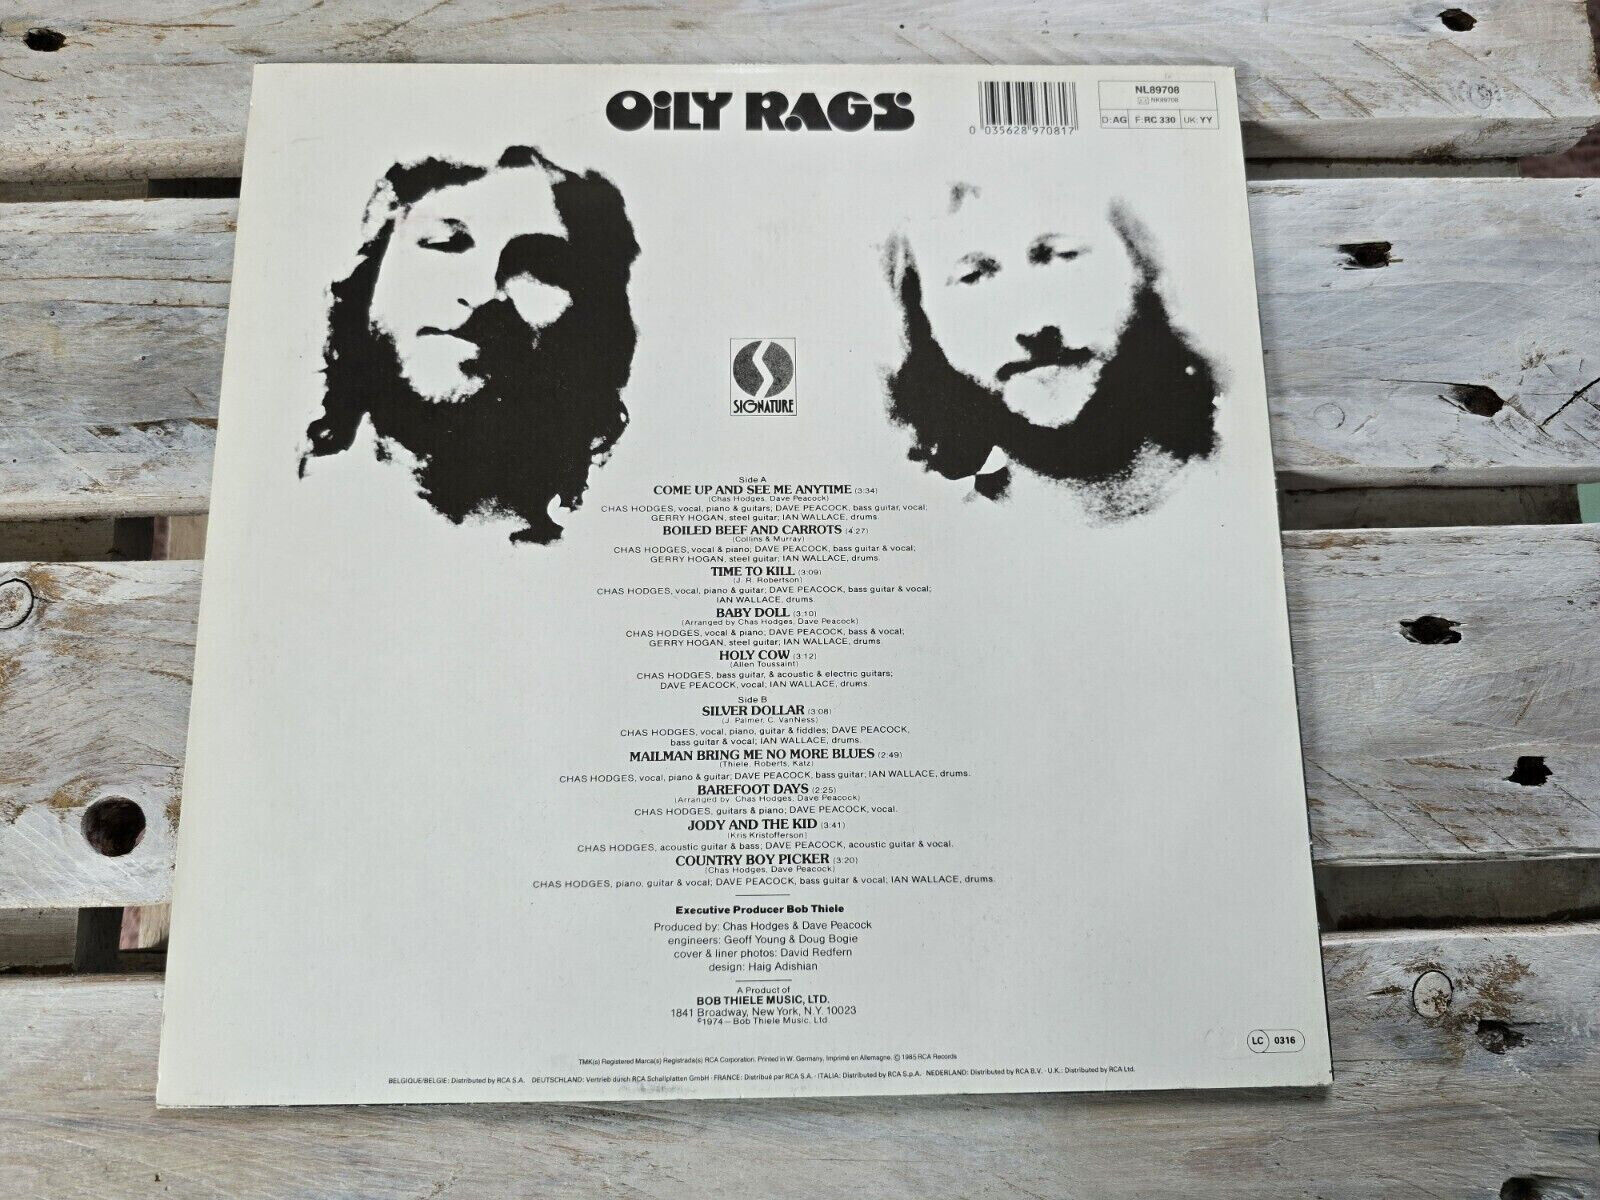 OiLY RAGS
0 035628 970817
NL89708
NK89708
D: AG F: RC 330 UK: YY
SIGNATURE
Side A
COME UP AND SEE ME ANYTIME (3:34)
(Chas Hodges, Dave Peacock)
CHAS HODGES, vocal, piano & guitars; DAVE PEACOCK, bass guitar, vocal;
GERRY HOGAN, steel guitar; IAN WALLACE, drums.
BOILED BEEF AND CARROTS (4:27)
(Collins & Murray)
CHAS HODGES, vocal & piano; DAVE PEACOCK, bass guitar & vocal;
GERRY HOGAN, steel guitar; IAN WALLACE, drums.
TIME TO KILL (3:09)
(J. R. Robertson)
CHAS HODGES, vocal, piano & guitar; DAVE PEACOCK, bass guitar & vocal;
IAN WALLACE, drums.
BABY DOLL (3:10)
(Arranged by Chas Hodges, Dave Peacock)
CHAS HODGES, vocal & piano; DAVE PEACOCK, bass & vocal;
GERRY HOGAN, steel guitar; IAN WALLACE, drums.
HOLY COW (3:12)
(Allen Toussaint)
CHAS HODGES, bass guitar, & acoustic & electric guitars;
DAVE PEACOCK, vocal; IAN WALLACE, drums.
Side B
SILVER DOLLAR (3:08)
(J. Palmer, C. VanNess)
CHAS HODGES, vocal, piano, guitar & fiddles; DAVE PEACOCK,
bass guitar & vocal; IAN WALLACE, drums.
MAILMAN BRING ME NO MORE BLUES (2:49)
(Thiele, Roberts, Katz)
CHAS HODGES, vocal, piano & guitar; DAVE PEACOCK, bass guitar; IAN WALLACE, drums.
BAREFOOT DAYS (2:25)
(Arranged by: Chas Hodges, Dave Peacock)
CHAS HODGES, guitars & piano; DAVE PEACOCK, vocal.
JODY AND THE KID (3:41)
(Kris Kristofferson)
CHAS HODGES, acoustic guitar & bass; DAVE PEACOCK, acoustic guitar & vocal.
COUNTRY BOY PICKER (3:20)
(Chas Hodges, Dave Peacock)
CHAS HODGES, piano, guitar & vocal; DAVE PEACOCK, bass guitar & vocal; IAN WALLACE, drums.
Executive Producer Bob Thiele
Produced by: Chas Hodges & Dave Peacock
engineers: Geoff Young & Doug Bogie
cover & liner photos: David Redfern
design: Haig Adishian
A Product of
BOB THIELE MUSIC, LTD.
1841 Broadway, New York, N.Y. 10023
©1974 — Bob Thiele Music, Ltd
LC 0316
TMK(s) Registered Marca(s) Registrada(s) RCA Corporation. Printed in W. Germany, Imprimé en Allemagne. © 1985 RCA Records
BELGIQUE/BELGIE: Distributed by RCA S.A. DEUTSCHLAND: Vertrieb durch RCA Schallplatten GmbH · FRANCE: Distribué par RCA S.A. · ITALIA: Distributed by RCA S.p.A. NEDERLAND: Distributed by RCA B.V. · U.K.: Distributed by RCA Ltd.